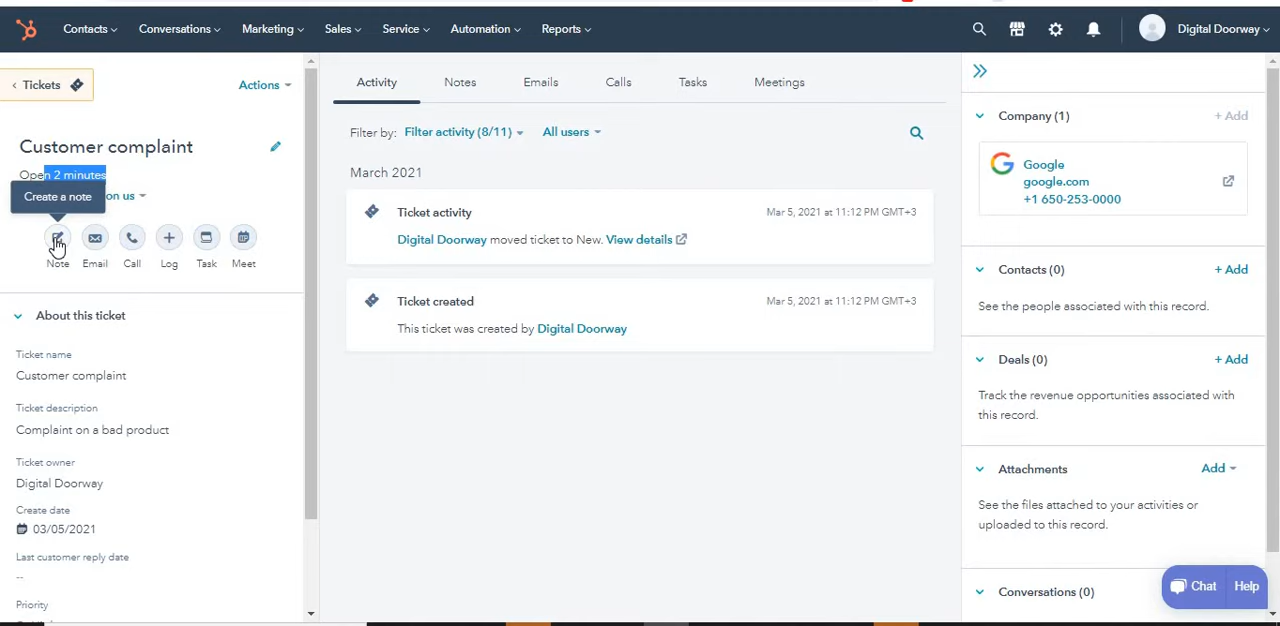 Contacts
Conversations
Marketing
Sales
Service
Automation
Reports
Digital Doorway
Tickets
Actions
Customer complaint
Open 2 minutes
on us
Create a note
Note
Email
Call
Log
Task
Meet
About this ticket
Ticket name
Customer complaint
Ticket description
Complaint on a bad product
Ticket owner
Digital Doorway
Create date
03/05/2021
Last customer reply date
--
Priority
Activity
Notes
Emails
Calls
Tasks
Meetings
Filter by: Filter activity (8/11) All users
March 2021
Ticket activity
Mar 5, 2021 at 11:12 PM GMT+3
Digital Doorway moved ticket to New. View details
Ticket created
Mar 5, 2021 at 11:12 PM GMT+3
This ticket was created by Digital Doorway
Company (1)
+ Add
Google
google.com
+1 650-253-0000
Contacts (0)
+ Add
See the people associated with this record.
Deals (0)
+ Add
Track the revenue opportunities associated with
this record.
Attachments
Add
See the files attached to your activities or
uploaded to this record.
Conversations (0)
Chat
Help